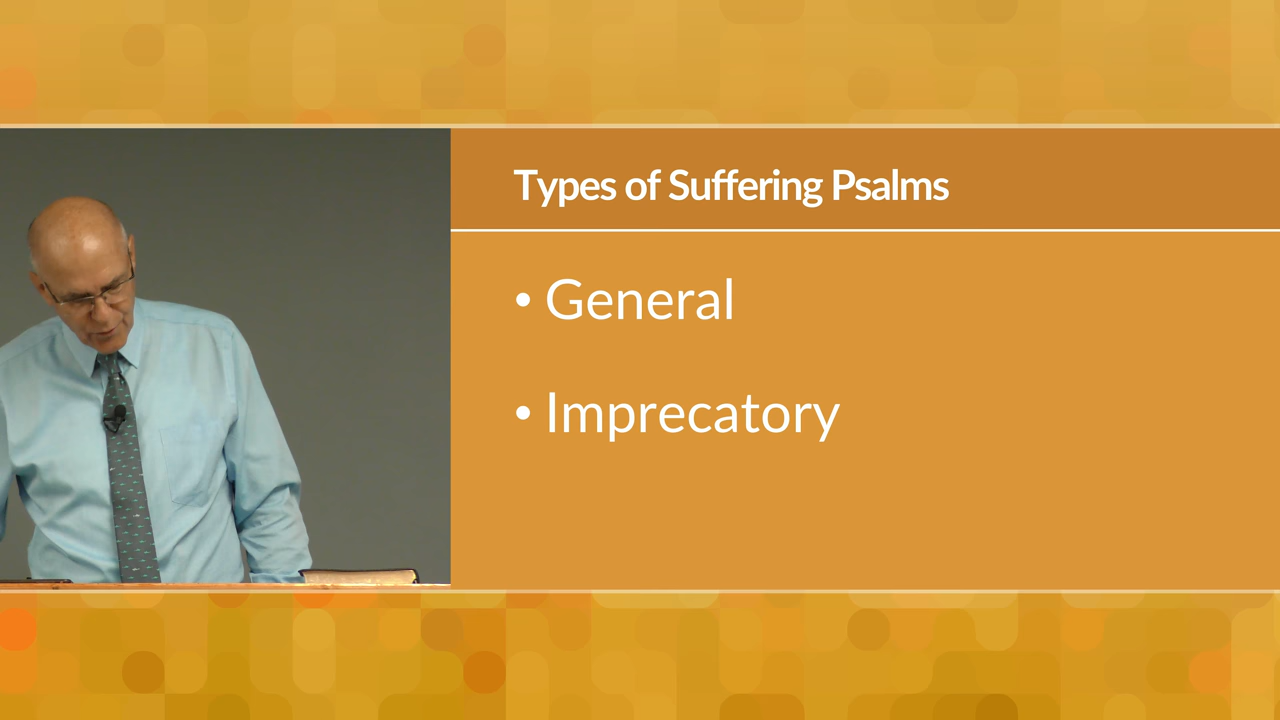 Types of Suffering Psalms
• General
• Imprecatory